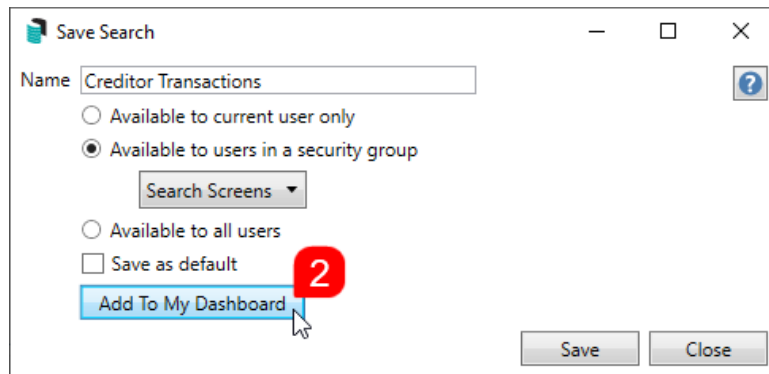 Save Search
Name Creditor Transactions
?
Available to current user only
Available to users in a security group
Search Screens
Available to all users
Save as default
2
Add To My Dashboard
Save Close